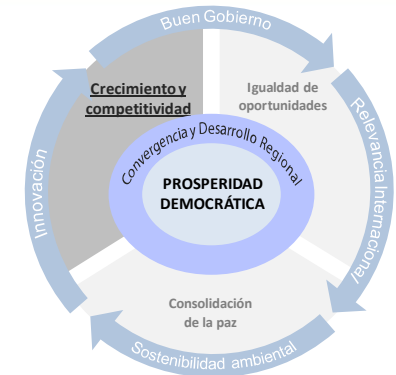 Buen Gobierno
Crecimiento y
competitividad
Igualdad de
oportunidades
Relevancia Internacional
Convergencia y Desarrollo Regional
Innovación
PROSPERIDAD
DEMOCRÁTICA
Consolidación
de la paz
Sostenibilidad ambiental